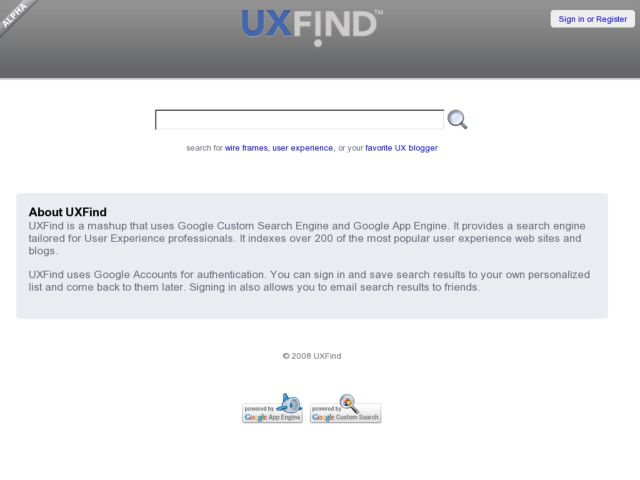 ALPHA
UXFIND™
Sign in or Register
search for wire frames, user experience, or your favorite UX blogger
About UXFind
UXFind is a mashup that uses Google Custom Search Engine and Google App Engine. It provides a search engine
tailored for User Experience professionals. It indexes over 200 of the most popular user experience web sites and
blogs.
UXFind uses Google Accounts for authentication. You can sign in and save search results to your own personalized
list and come back to them later. Signing in also allows you to email search results to friends.
© 2008 UXFind
powered by
Google App Engine
powered by
Google Custom Search